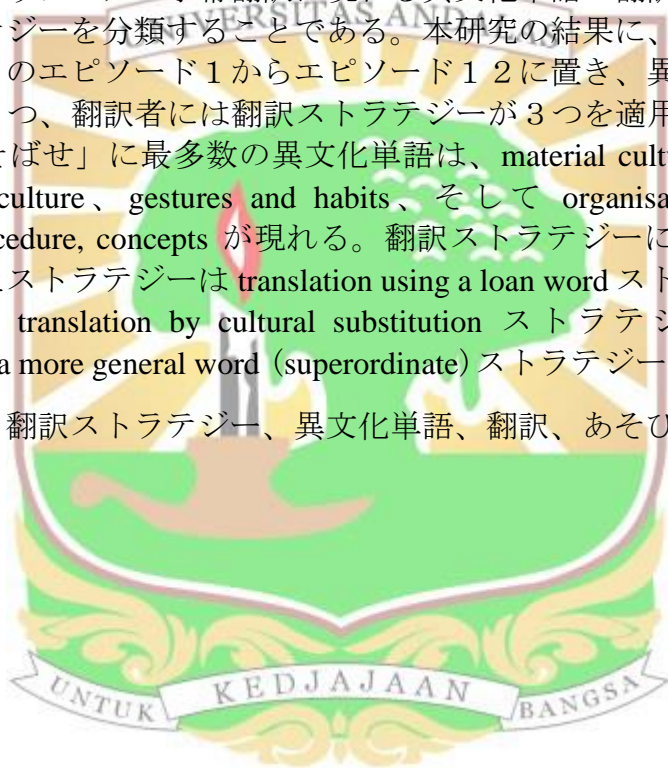 ジーを分類することである。本研究の結果に、
のエピソード1からエピソード12に置き、異
つ、翻訳者には翻訳ストラテジーが3つを適用
ばせ」に最多数の異文化単語は、material cultu
culture、gestures and habits、そして organisa
cedure, concepts が現れる。翻訳ストラテジーに
ストラテジーは translation using a loan word スト
translation by cultural substitution ストラテジ
a more general word（superordinate）ストラテジー
翻訳ストラテジー、異文化単語、翻訳、あそび
UNIVERSITAS ANDALAS
UNTUK KEDJAJAAN BANGSA